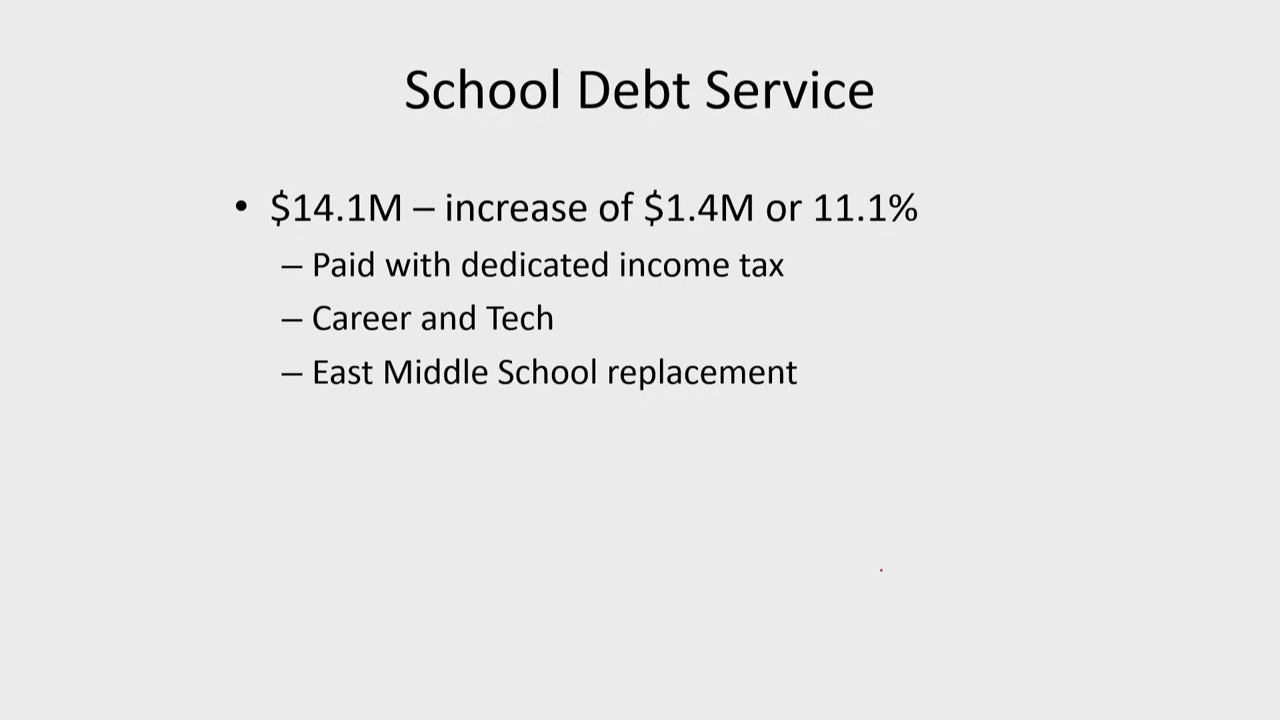 School Debt Service
• $14.1M – increase of $1.4M or 11.1%
– Paid with dedicated income tax
– Career and Tech
– East Middle School replacement